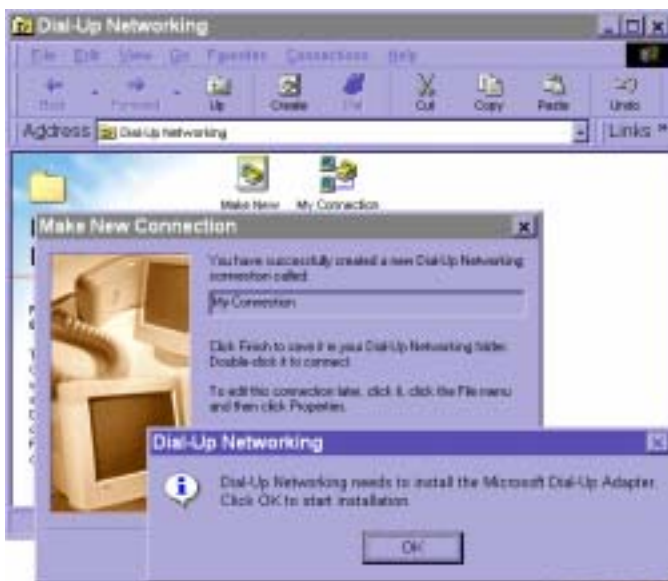 Dial-Up Networking
File Edit View Go Favorites Connections Help
Back Forward Up Create Dial Cut Copy Paste Undo
Address Dial-Up Networking Links »
Make New My Connection
Make New Connection
You have successfully created a new Dial-Up Networking
connection called:
My Connection
Click Finish to save it in your Dial-Up Networking folder.
Double-click it to connect.
To edit this connection later, click it, click the File menu
and then click Properties.
Dial-Up Networking
Dial-Up Networking needs to install the Microsoft Dial-Up Adapter.
Click OK to start installation.
OK